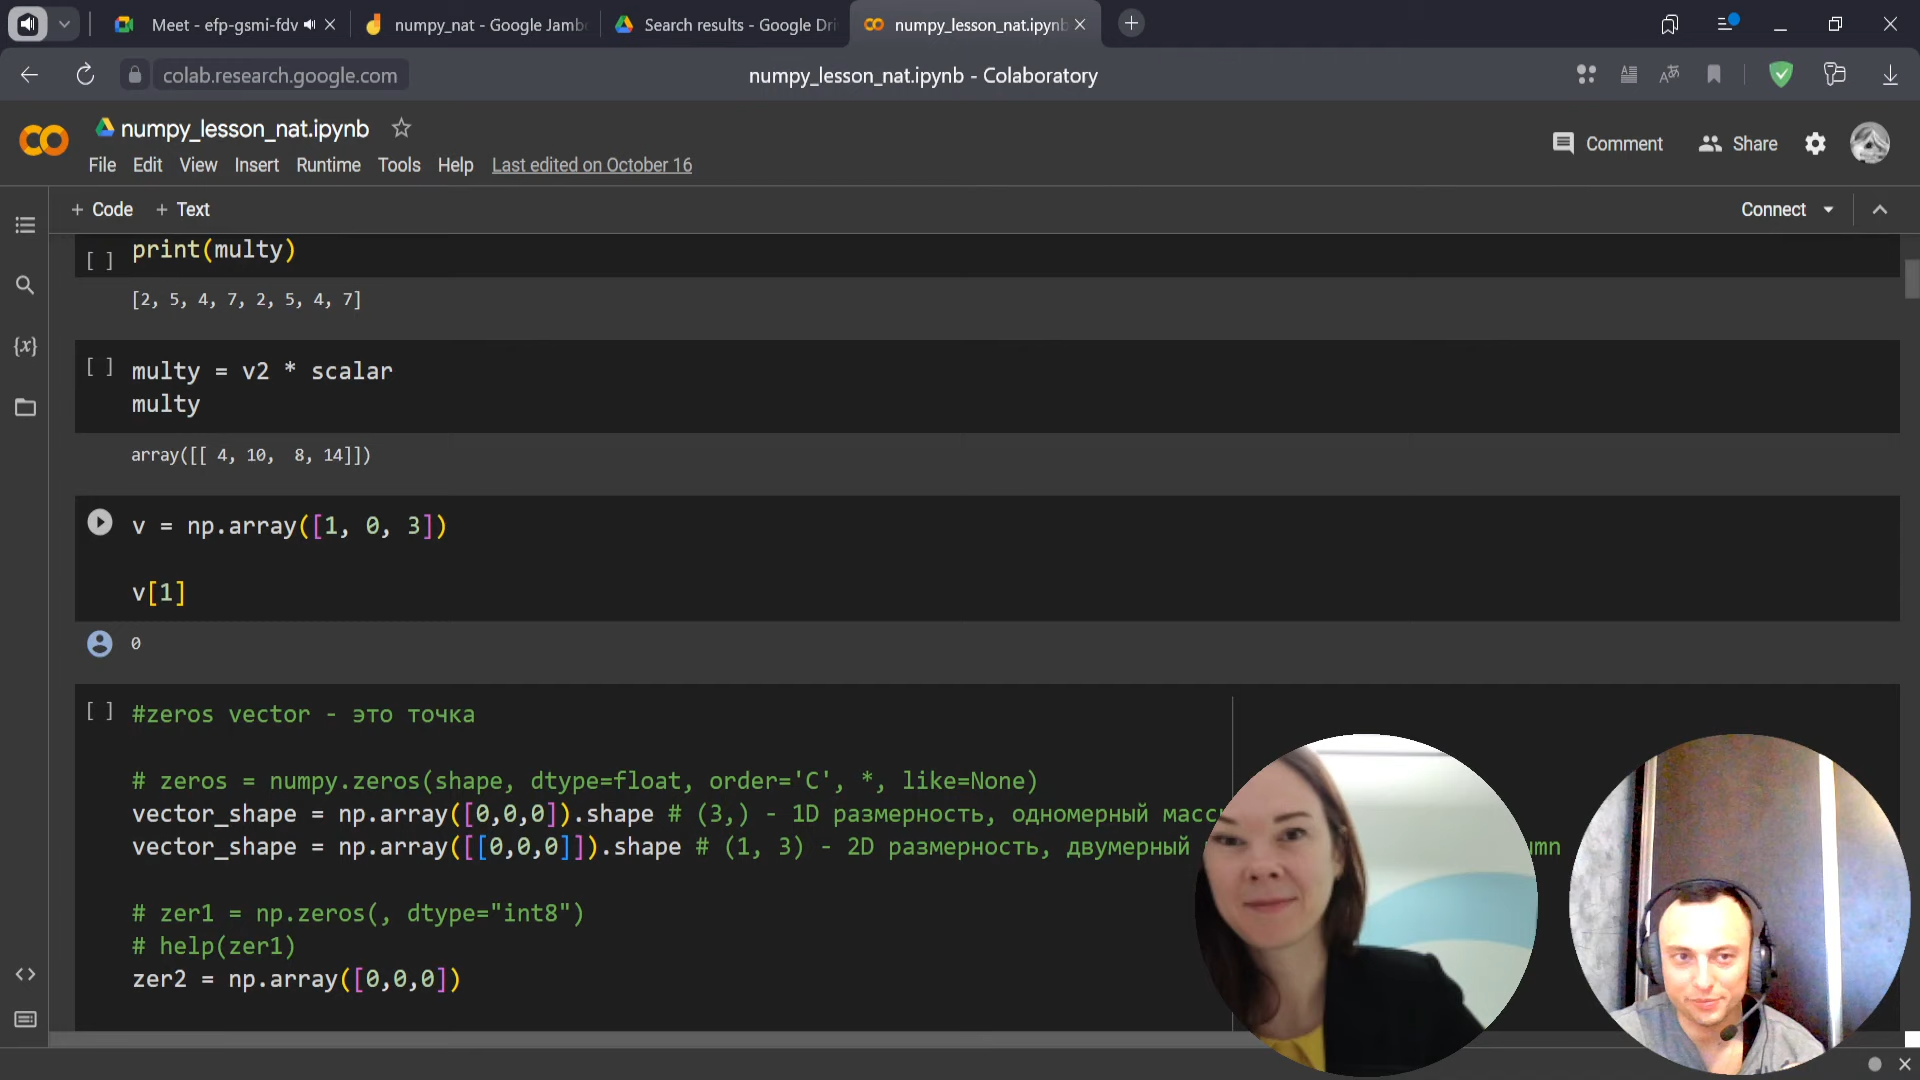 Meet - efp-gsmi-fdv
numpy_nat - Google Jamb
Search results - Google Dri
numpy_lesson_nat.ipynb
colab.research.google.com
numpy_lesson_nat.ipynb - Colaboratory
numpy_lesson_nat.ipynb
Comment
Share
File Edit View Insert Runtime Tools Help Last edited on October 16
+ Code + Text
Connect
[ ] print(multy)
[2, 5, 4, 7, 2, 5, 4, 7]
{x}
[ ] multy = v2 * scalar
multy
array([[ 4, 10,  8, 14]])
v = np.array([1, 0, 3])
v[1]
0
[ ] #zeros vector - это точка
# zeros = numpy.zeros(shape, dtype=float, order='C', *, like=None)
vector_shape = np.array([0,0,0]).shape # (3,) - 1D размерность, одномерный масс
vector_shape = np.array([[0,0,0]]).shape # (1, 3) - 2D размерность, двумерный umn
# zer1 = np.zeros(, dtype="int8")
# help(zer1)
zer2 = np.array([0,0,0])